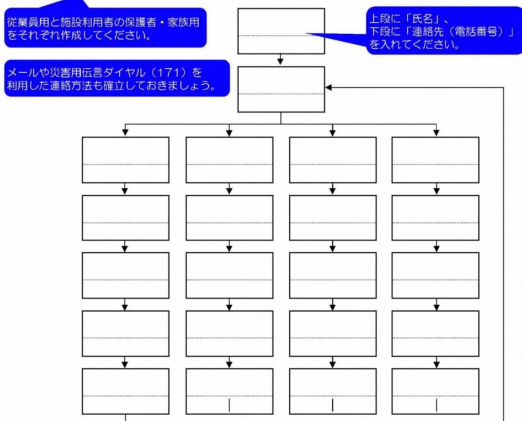 従業員用と施設利用者の保護者・家族用
をそれぞれ作成してください。
上段に「氏名」、
下段に「連絡先（電話番号）」
を入れてください。
メールや災害用伝言ダイヤル（171）を
利用した連絡方法も確立しておきましょう。